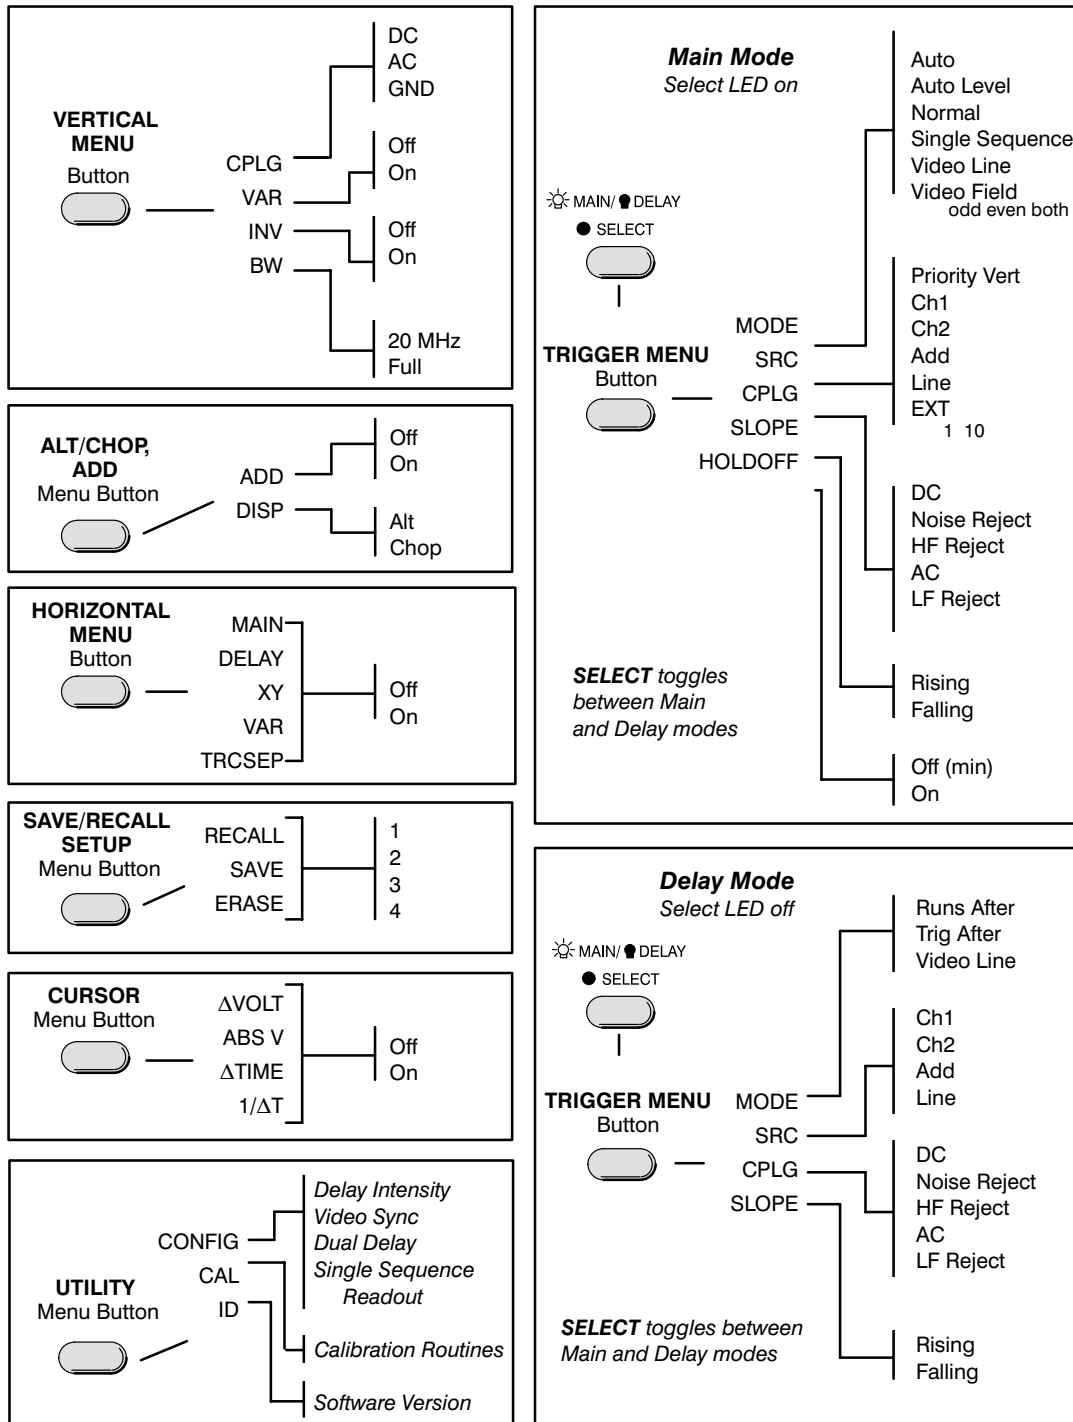 VERTICAL
MENU
Button
CPLG
VAR
INV
BW
DC
AC
GND
Off
On
Off
On
20 MHz
Full
ALT/CHOP,
ADD
Menu Button
ADD
DISP
Off
On
Alt
Chop
HORIZONTAL
MENU
Button
MAIN
DELAY
XY
VAR
TRCSEP
Off
On
SAVE/RECALL
SETUP
Menu Button
RECALL
SAVE
ERASE
1
2
3
4
CURSOR
Menu Button
∆VOLT
ABS V
∆TIME
1/∆T
Off
On
UTILITY
Menu Button
CONFIG
CAL
ID
Delay Intensity
Video Sync
Dual Delay
Single Sequence
Readout
Calibration Routines
Software Version
Main Mode
Select LED on
MAIN/ DELAY
SELECT
TRIGGER MENU
Button
MODE
SRC
CPLG
SLOPE
HOLDOFF
Auto
Auto Level
Normal
Single Sequence
Video Line
Video Field
odd even both
Priority Vert
Ch1
Ch2
Add
Line
EXT
1 10
DC
Noise Reject
HF Reject
AC
LF Reject
Rising
Falling
Off (min)
On
SELECT toggles
between Main
and Delay modes
Delay Mode
Select LED off
MAIN/ DELAY
SELECT
TRIGGER MENU
Button
MODE
SRC
CPLG
SLOPE
Runs After
Trig After
Video Line
Ch1
Ch2
Add
Line
DC
Noise Reject
HF Reject
AC
LF Reject
Rising
Falling
SELECT toggles between
Main and Delay modes